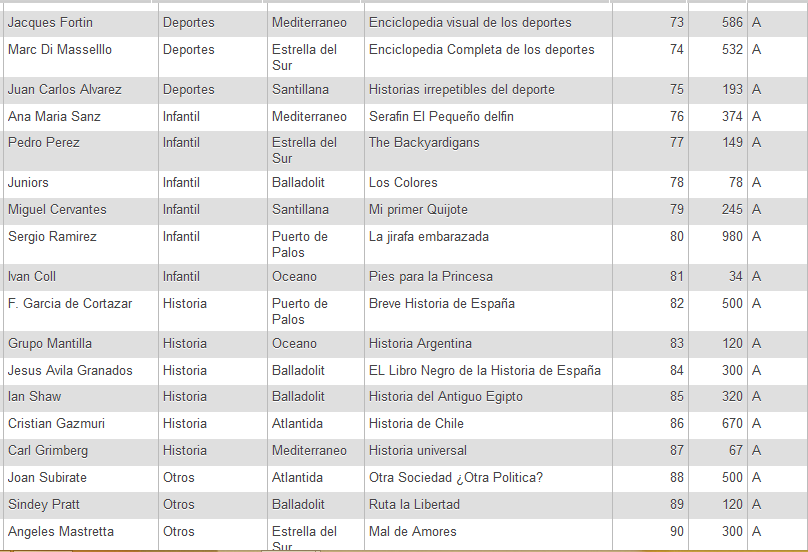 Jacques Fortin Deportes Mediterraneo Enciclopedia visual de los deportes 73 586 A
Marc Di Masselllo Deportes Estrella del Enciclopedia Completa de los deportes 74 532 A
Sur
Juan Carlos Alvarez Deportes Santillana Historias irrepetibles del deporte 75 193 A
Ana Maria Sanz Infantil Mediterraneo Serafin El Pequeño delfin 76 374 A
Pedro Perez Infantil Estrella del The Backyardigans 77 149 A
Sur
Juniors Infantil Balladolit Los Colores 78 78 A
Miguel Cervantes Infantil Santillana Mi primer Quijote 79 245 A
Sergio Ramirez Infantil Puerto de La jirafa embarazada 80 980 A
Palos
Ivan Coll Infantil Oceano Pies para la Princesa 81 34 A
F. Garcia de Cortazar Historia Puerto de Breve Historia de España 82 500 A
Palos
Grupo Mantilla Historia Oceano Historia Argentina 83 120 A
Jesus Avila Granados Historia Balladolit EL Libro Negro de la Historia de España 84 300 A
Ian Shaw Historia Balladolit Historia del Antiguo Egipto 85 320 A
Cristian Gazmuri Historia Atlantida Historia de Chile 86 670 A
Carl Grimberg Historia Mediterraneo Historia universal 87 67 A
Joan Subirate Otros Atlantida Otra Sociedad ¿Otra Politica? 88 500 A
Sindey Pratt Otros Balladolit Ruta la Libertad 89 120 A
Angeles Mastretta Otros Estrella del Mal de Amores 90 300 A
Sur